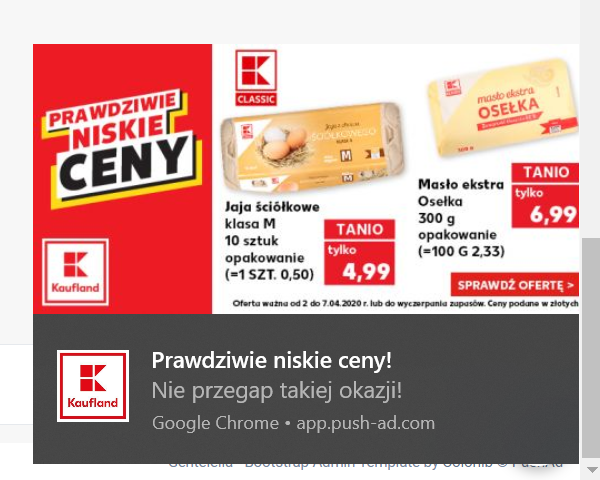 PRAWDZIWIE
NISKIE
CENY
Kaufland
CLASSIC
Jaja ściółkowe
klasa M
10 sztuk
opakowanie
(=1 SZT. 0,50)
TANIO
tylko
4,99
masło ekstra
OSEŁKA
Masło ekstra
Osełka
300 g
opakowanie
(=100 G 2,33)
TANIO
tylko
6,99
SPRAWDŹ OFERTĘ >
Oferta ważna od 2 do 7.04.2020 r. lub do wyczerpania zapasów. Ceny podane w złotych
Kaufland
Prawdziwie niskie ceny!
Nie przegap takiej okazji!
Google Chrome • app.push-ad.com
Gentelella - Bootstrap Admin Template by Colorlib © PushAd